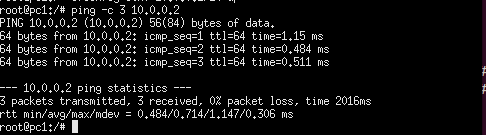 root@pc1:/# ping -c 3 10.0.0.2
PING 10.0.0.2 (10.0.0.2) 56(84) bytes of data.
64 bytes from 10.0.0.2: icmp_seq=1 ttl=64 time=1.15 ms
64 bytes from 10.0.0.2: icmp_seq=2 ttl=64 time=0.484 ms
64 bytes from 10.0.0.2: icmp_seq=3 ttl=64 time=0.511 ms
--- 10.0.0.2 ping statistics ---
3 packets transmitted, 3 received, 0% packet loss, time 2016ms
rtt min/avg/max/mdev = 0.484/0.714/1.147/0.306 ms
root@pc1:/#